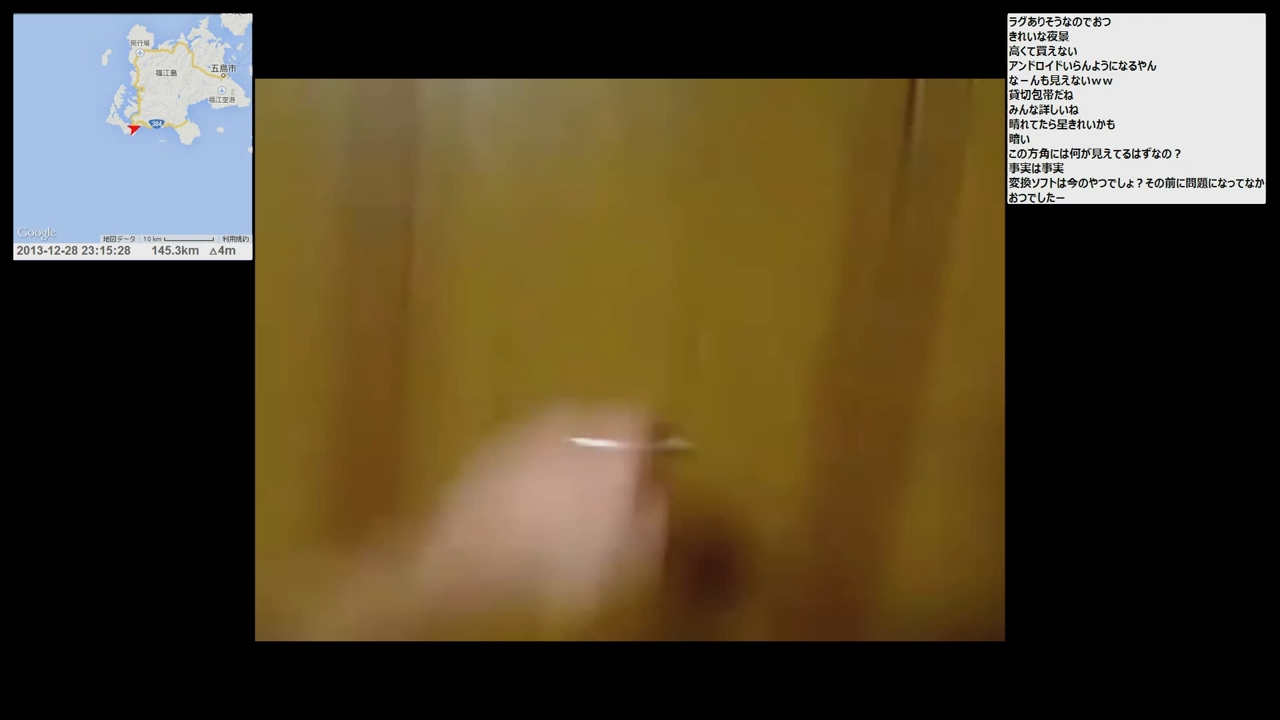 飛行場
五島市
福江島
福江空港
384
Google
地図データ 10 km 利用規約
2013-12-28 23:15:28 145.3km △4m
ラグありそうなのでおつ
きれいな夜景
高くて買えない
アンドロイドいらんようになるやん
なーんも見えないｗｗ
貸切包帯だね
みんな詳しいね
晴れてたら星きれいかも
暗い
この方角には何が見えてるはずなの？
事実は事実
変換ソフトは今のやつでしょ？その前に問題になってなか
おつでしたー